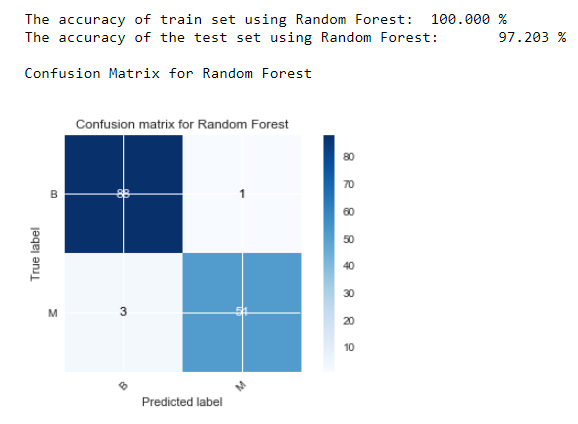 The accuracy of train set using Random Forest: 100.000 %
The accuracy of the test set using Random Forest: 97.203 %
Confusion Matrix for Random Forest
Confusion matrix for Random Forest
B 88 1
M 3 51
True label
B M
Predicted label
80
70
60
50
40
30
20
10